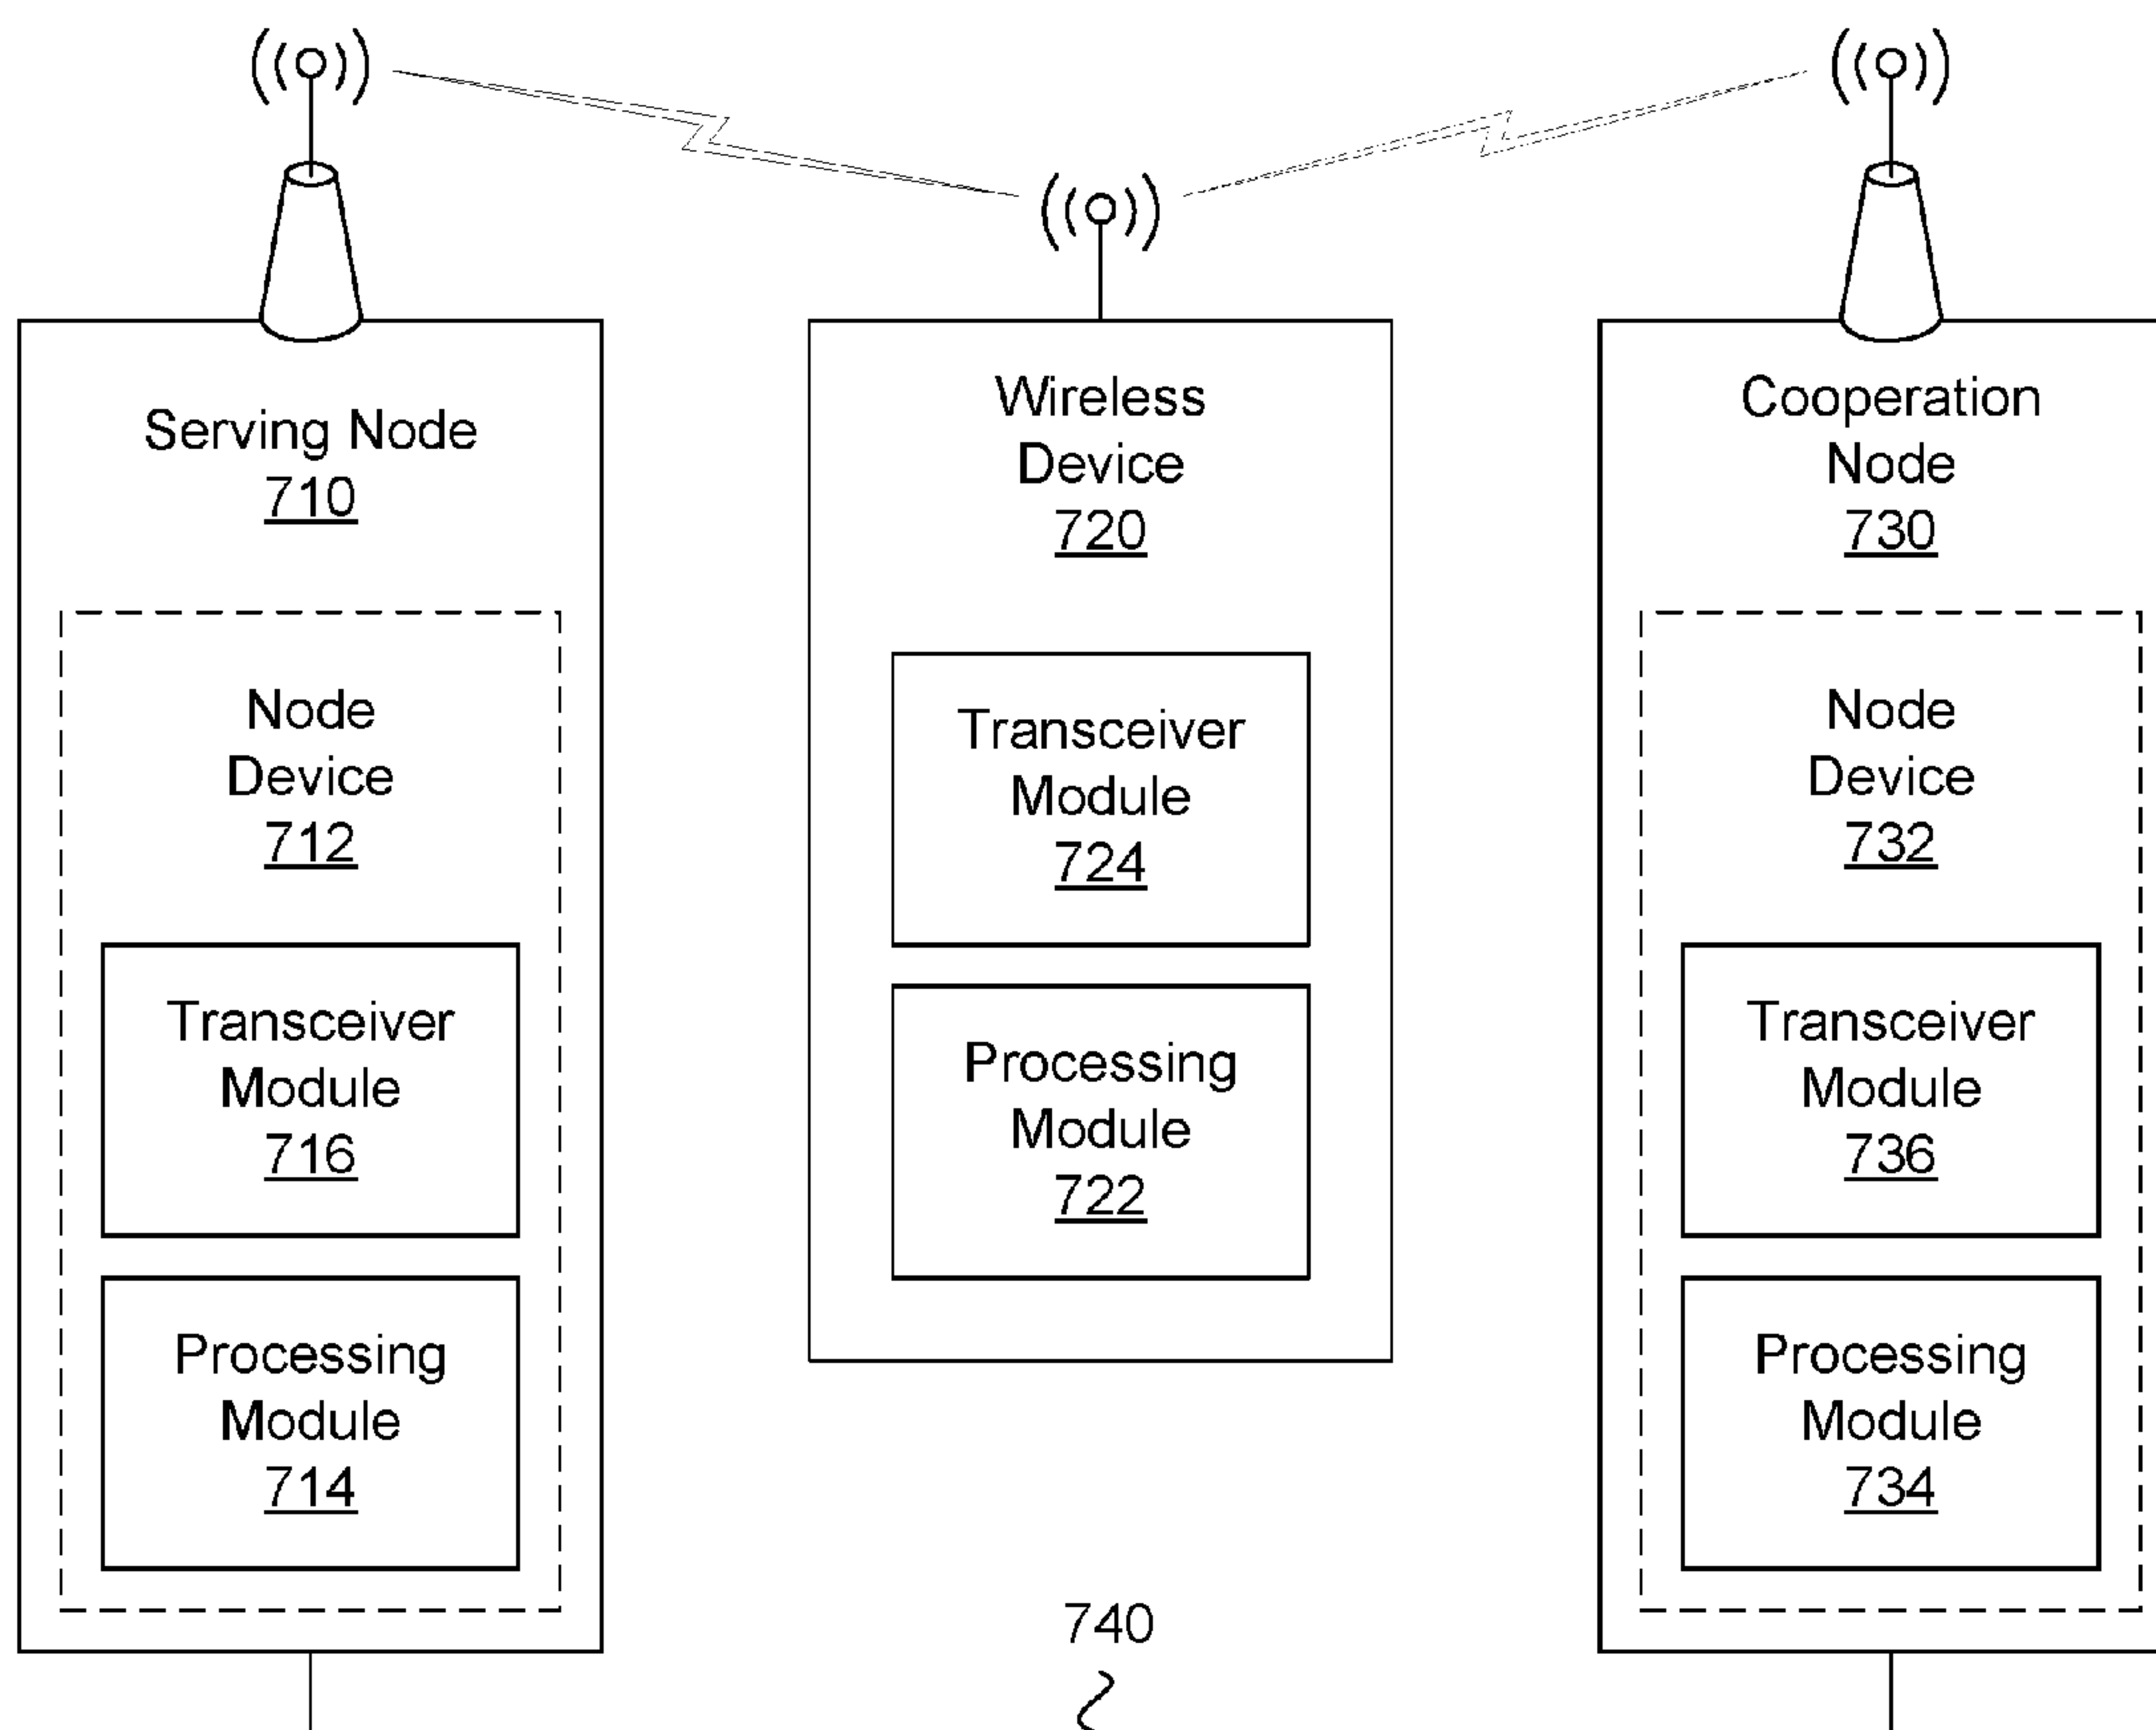 Serving Node
710
Node
Device
712
Transceiver
Module
716
Processing
Module
714
Wireless
Device
720
Transceiver
Module
724
Processing
Module
722
Cooperation
Node
730
Node
Device
732
Transceiver
Module
736
Processing
Module
734
740